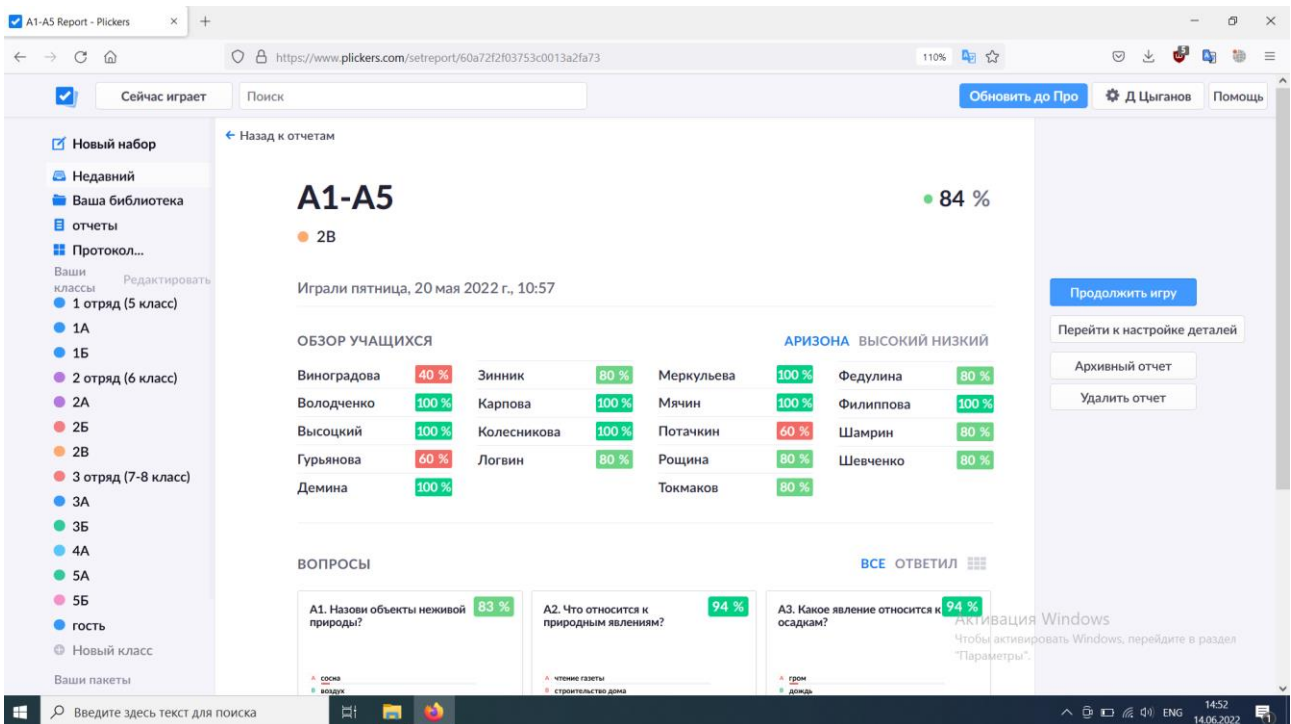 A1-A5 Report - Plickers
https://www.plickers.com/setreport/60a72f2f03753c0013a2fa73
110%
5
Сейчас играет
Поиск
Обновить до Про
Д Цыганов
Помощь
Новый набор
Недавний
Ваша библиотека
отчеты
Протокол...
Ваши классы
Редактировать
1 отряд (5 класс)
1А
1Б
2 отряд (6 класс)
2А
2Б
2В
3 отряд (7-8 класс)
3А
3Б
4А
5А
5Б
гость
Новый класс
Ваши пакеты
Назад к отчетам
A1-A5
84 %
2В
Играли пятница, 20 мая 2022 г., 10:57
ОБЗОР УЧАЩИХСЯ
АРИЗОНА ВЫСОКИЙ НИЗКИЙ
Виноградова 40 %
Володченко 100 %
Высоцкий 100 %
Гурьянова 60 %
Демина 100 %
Зинник 80 %
Карпова 100 %
Колесникова 100 %
Логвин 80 %
Меркульева 100 %
Мячин 100 %
Потачкин 60 %
Рощина 80 %
Токмаков 80 %
Федулина 80 %
Филиппова 100 %
Шамрин 80 %
Шевченко 80 %
ВОПРОСЫ
ВСЕ ОТВЕТИЛ
А1. Назови объекты неживой
природы?
83 %
A сосна
B воздух
А2. Что относится к
природным явлениям?
94 %
A чтение газеты
B строительство дома
А3. Какое явление относится к
осадкам?
94 %
A гром
B дождь
Продолжить игру
Перейти к настройке деталей
Архивный отчет
Удалить отчет
Активация Windows
Чтобы активировать Windows, перейдите в раздел
"Параметры".
Введите здесь текст для поиска
ENG
14:52
14.06.2022